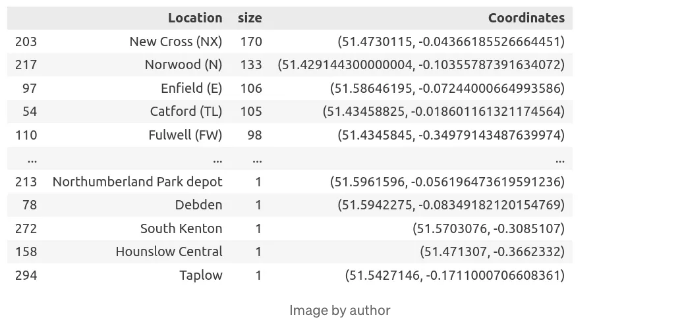 Location size Coordinates
203 New Cross (NX) 170 (51.4730115, -0.04366185526664451)
217 Norwood (N) 133 (51.429144300000004, -0.10355787391634072)
97 Enfield (E) 106 (51.58646195, -0.07244000664993586)
54 Catford (TL) 105 (51.43458825, -0.018601161321174564)
110 Fulwell (FW) 98 (51.4345845, -0.34979143487639974)
... ... ... ...
213 Northumberland Park depot 1 (51.5961596, -0.056196473619591236)
78 Debden 1 (51.5942275, -0.08349182120154769)
272 South Kenton 1 (51.5703076, -0.3085107)
158 Hounslow Central 1 (51.471307, -0.3662332)
294 Taplow 1 (51.5427146, -0.1711000706608361)
Image by author